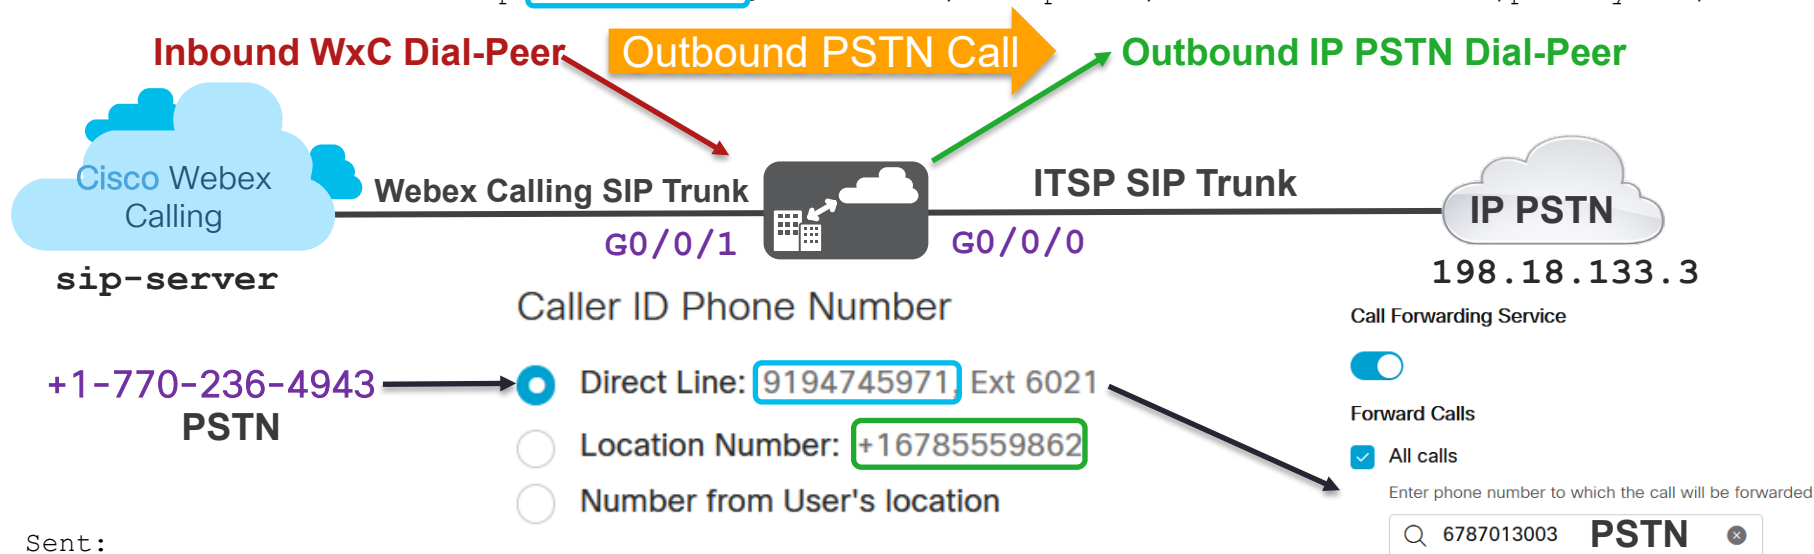 Inbound WxC Dial-Peer
Outbound PSTN Call
Outbound IP PSTN Dial-Peer
Cisco Webex
Calling
Webex Calling SIP Trunk
ITSP SIP Trunk
IP PSTN
G0/0/1
G0/0/0
sip-server
198.18.133.3
Caller ID Phone Number
Call Forwarding Service
+1-770-236-4943
PSTN
Direct Line: 9194745971, Ext 6021
Location Number: +16785559862
Number from User's location
Forward Calls
All calls
Enter phone number to which the call will be forwarded
6787013003 PSTN
Sent: